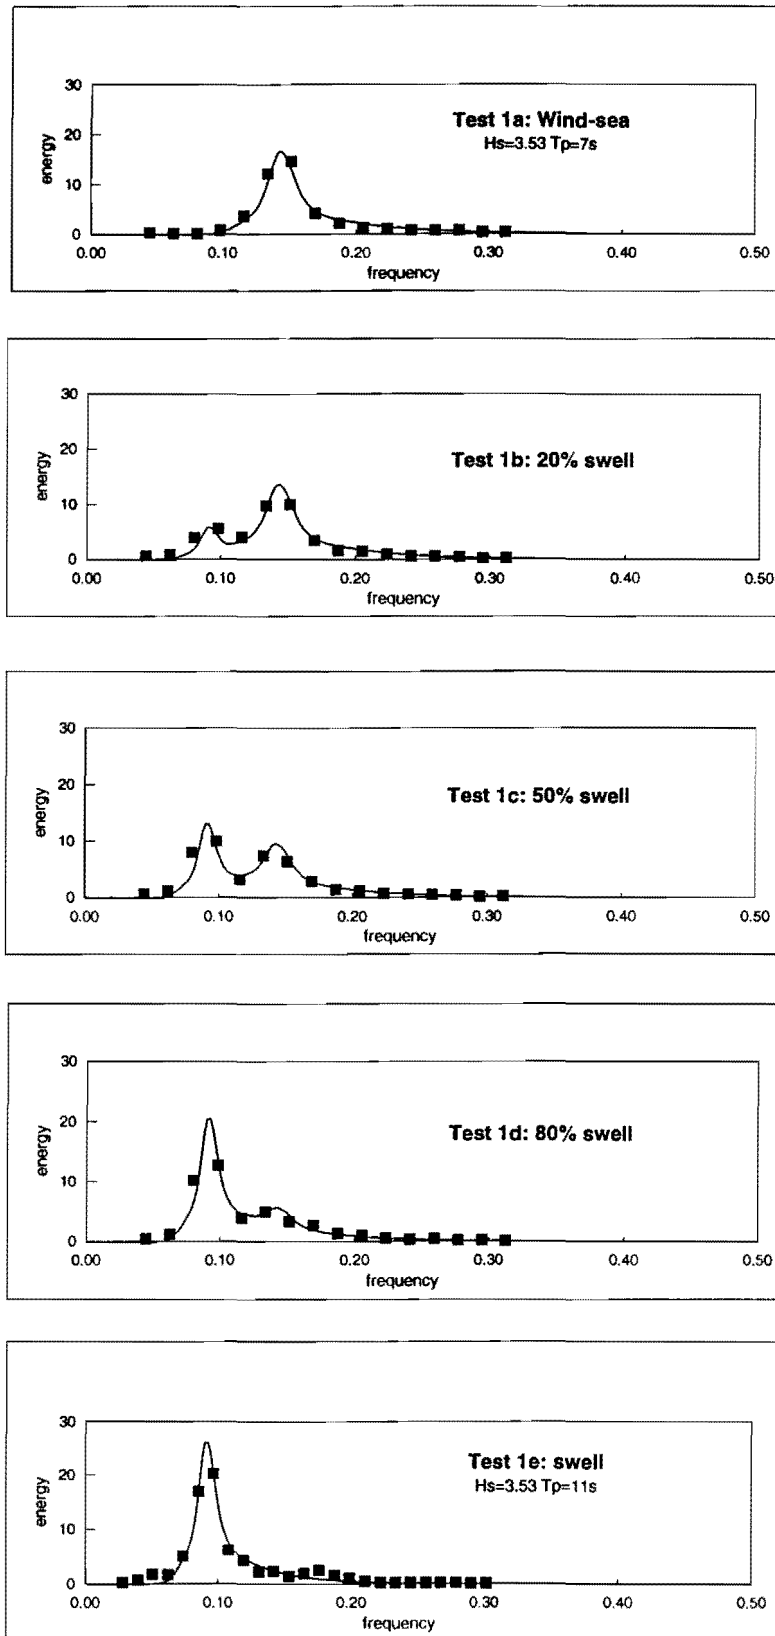 30
Test 1a: Wind-sea
Hs=3.53 Tp=7s
20
energy
10
0
0.00 0.10 0.20 0.30 0.40 0.50
frequency
30
20
Test 1b: 20% swell
energy
10
0
0.00 0.10 0.20 0.30 0.40 0.50
frequency
30
20
Test 1c: 50% swell
energy
10
0
0.00 0.10 0.20 0.30 0.40 0.50
frequency
30
20
Test 1d: 80% swell
energy
10
0
0.00 0.10 0.20 0.30 0.40 0.50
frequency
30
Test 1e: swell
Hs=3.53 Tp=11s
20
energy
10
0
0.00 0.10 0.20 0.30 0.40 0.50
frequency